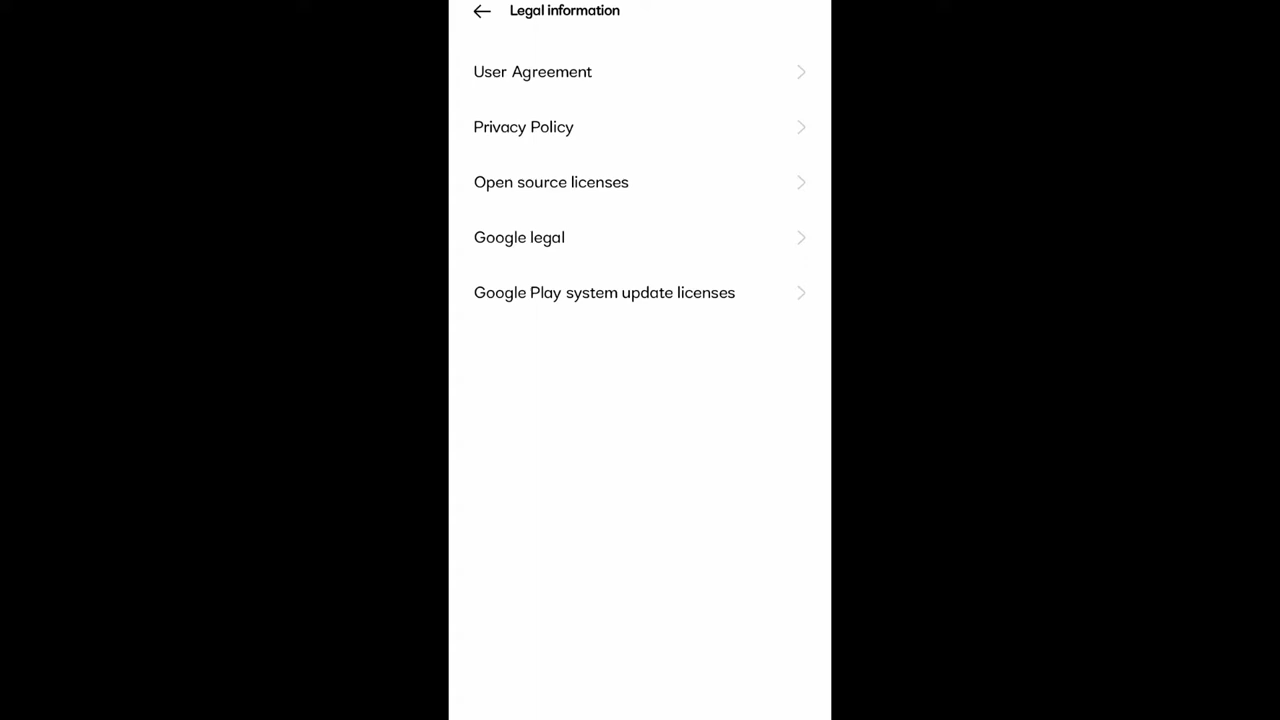 Legal information
User Agreement
Privacy Policy
Open source licenses
Google legal
Google Play system update licenses